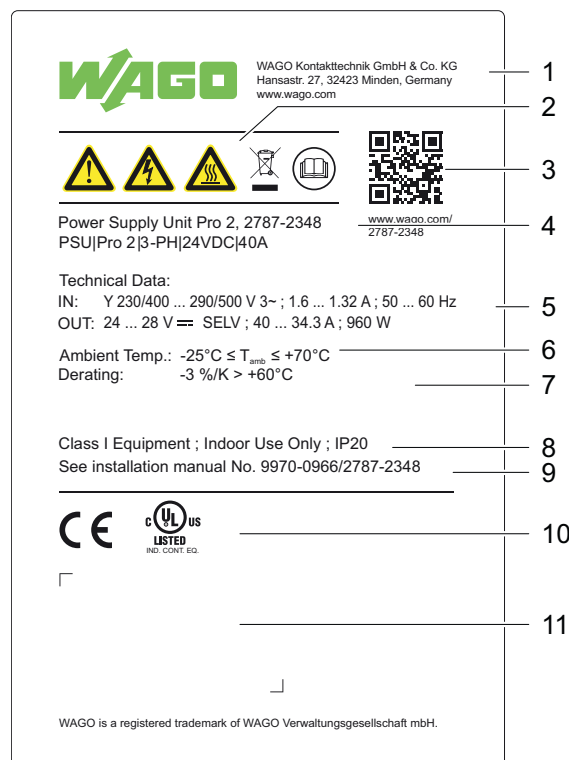 WAGO
WAGO Kontakttechnik GmbH & Co. KG
Hansastr. 27, 32423 Minden, Germany
www.wago.com
1
2
3
www.wago.com/
2787-2348
Power Supply Unit Pro 2, 2787-2348
PSU|Pro 2|3-PH|24VDC|40A
4
Technical Data:
IN: Y 230/400 ... 290/500 V 3~ ; 1.6 ... 1.32 A ; 50 ... 60 Hz
5
OUT: 24 ... 28 V ⎓ SELV ; 40 ... 34.3 A ; 960 W
Ambient Temp.: -25°C ≤ Tamb ≤ +70°C
6
Derating: -3 %/K > +60°C
7
Class I Equipment ; Indoor Use Only ; IP20
8
See installation manual No. 9970-0966/2787-2348
9
CE
C UL US
LISTED
IND. CONT. EQ.
10
11
WAGO is a registered trademark of WAGO Verwaltungsgesellschaft mbH.